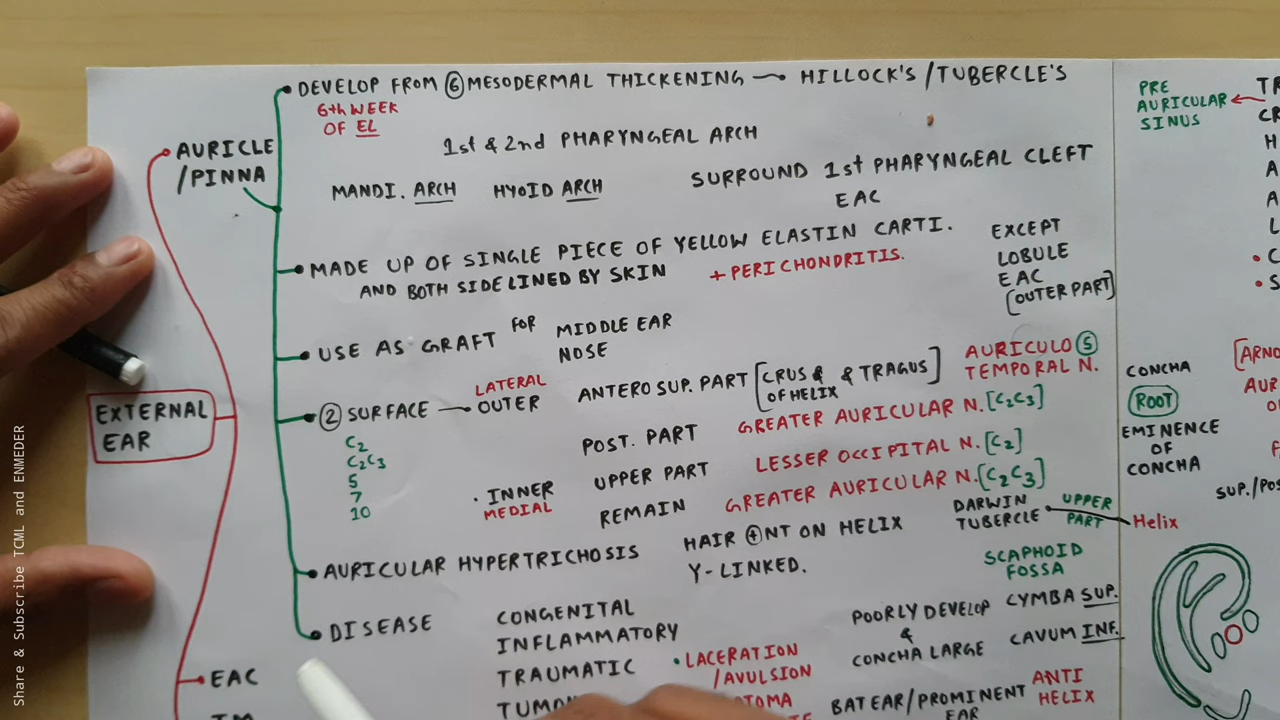 DEVELOP FROM ⑥ MESODERMAL THICKENING — HILLOCK'S / TUBERCLE'S
6th WEEK
OF EL
AURICLE
/PINNA
1st & 2nd PHARYNGEAL ARCH
MANDI. ARCH HYOID ARCH SURROUND 1st PHARYNGEAL CLEFT
EAC
MADE UP OF SINGLE PIECE OF YELLOW ELASTIN CARTI.
AND BOTH SIDE LINED BY SKIN + PERICHONDRITIS.
EXCEPT
LOBULE
EAC
[OUTER PART]
USE AS GRAFT FOR MIDDLE EAR
NOSE
② SURFACE — LATERAL
OUTER
ANTERO SUP. PART [CRUS & & TRAGUS]
OF HELIX
AURICULO ⑤
TEMPORAL N.
POST. PART GREATER AURICULAR N. [C2C3]
C2
C2C3
5
7
10
. INNER
MEDIAL
UPPER PART LESSER OCCIPITAL N. [C2]
REMAIN GREATER AURICULAR N. [C2C3]
EXTERNAL
EAR
AURICULAR HYPERTRICHOSIS HAIR ⊕NT ON HELIX
Y-LINKED.
DARWIN
TUBERCLE
UPPER
PART
Helix
SCAPHOID
FOSSA
CYMBA SUP.
CAVUM INF.
ANTI
HELIX
DISEASE CONGENITAL
INFLAMMATORY
TRAUMATIC
• LACERATION
/AVULSION
POORLY DEVELOP
&
CONCHA LARGE
BAT EAR/PROMINENT
EAR
EAC
PRE
AURICULAR
SINUS
CONCHA
ROOT
EMINENCE
OF
CONCHA
Share & Subscribe TCML and ENMEDER